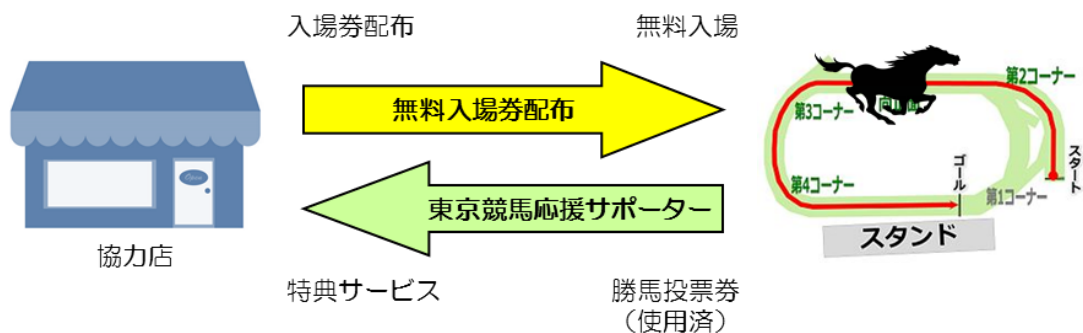 入場券配布
無料入場
無料入場券配布
第2コーナー
第3コーナー
スタート
ゴール
第4コーナー
第1コーナー
スタンド
Open
東京競馬応援サポーター
協力店
特典サービス
勝馬投票券
(使用済)